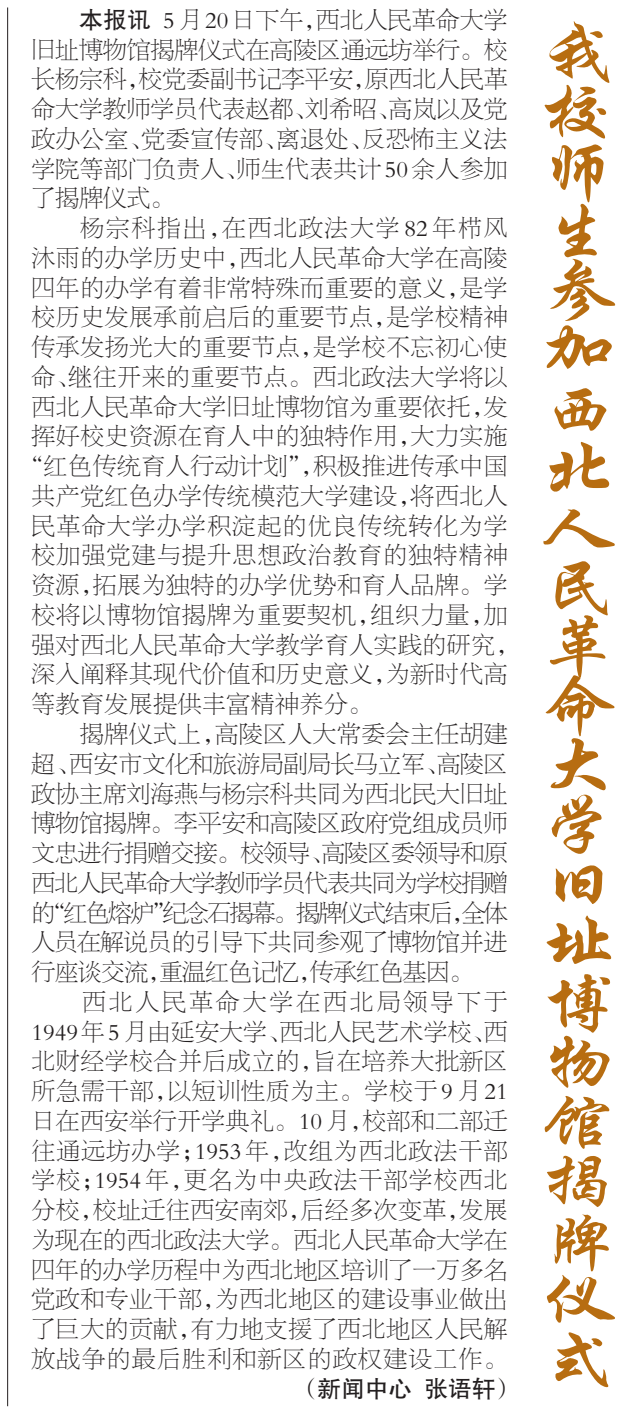 我校师生参加西北人民革命大学旧址博物馆揭牌仪式
本报讯 5月20日下午，西北人民革命大学
旧址博物馆揭牌仪式在高陵区通远坊举行。校
长杨宗科，校党委副书记李平安，原西北人民革
命大学教师学员代表赵都、刘希昭、高岚以及党
政办公室、党委宣传部、离退处、反恐怖主义法
学院等部门负责人、师生代表共计50余人参加
了揭牌仪式。
杨宗科指出，在西北政法大学82年栉风
沐雨的办学历史中，西北人民革命大学在高陵
四年的办学有着非常特殊而重要的意义，是学
校历史发展承前启后的重要节点，是学校精神
传承发扬光大的重要节点，是学校不忘初心使
命、继往开来的重要节点。西北政法大学将以
西北人民革命大学旧址博物馆为重要依托，发
挥好校史资源在育人中的独特作用，大力实施
“红色传统育人行动计划”，积极推进传承中国
共产党红色办学传统模范大学建设，将西北人
民革命大学办学积淀起的优良传统转化为学
校加强党建与提升思想政治教育的独特精神
资源，拓展为独特的办学优势和育人品牌。学
校将以博物馆揭牌为重要契机，组织力量，加
强对西北人民革命大学教学育人实践的研究，
深入阐释其现代价值和历史意义，为新时代高
等教育发展提供丰富精神养分。
揭牌仪式上，高陵区人大常委会主任胡建
超、西安市文化和旅游局副局长马立军、高陵区
政协主席刘海燕与杨宗科共同为西北民大旧址
博物馆揭牌。李平安和高陵区政府党组成员师
文忠进行捐赠交接。校领导、高陵区委领导和原
西北人民革命大学教师学员代表共同为学校捐赠
的“红色熔炉”纪念石揭幕。揭牌仪式结束后，全体
人员在解说员的引导下共同参观了博物馆并进
行座谈交流，重温红色记忆，传承红色基因。
西北人民革命大学在西北局领导下于
1949年5月由延安大学、西北人民艺术学校、西
北财经学校合并后成立的，旨在培养大批新区
所急需干部，以短训性质为主。学校于9月21
日在西安举行开学典礼。10月，校部和二部迁
往通远坊办学；1953年，改组为西北政法干部
学校；1954年，更名为中央政法干部学校西北
分校，校址迁往西安南郊，后经多次变革，发展
为现在的西北政法大学。西北人民革命大学在
四年的办学历程中为西北地区培训了一万多名
党政和专业干部，为西北地区的建设事业做出
了巨大的贡献，有力地支援了西北地区人民解
放战争的最后胜利和新区的政权建设工作。
（新闻中心 张语轩）